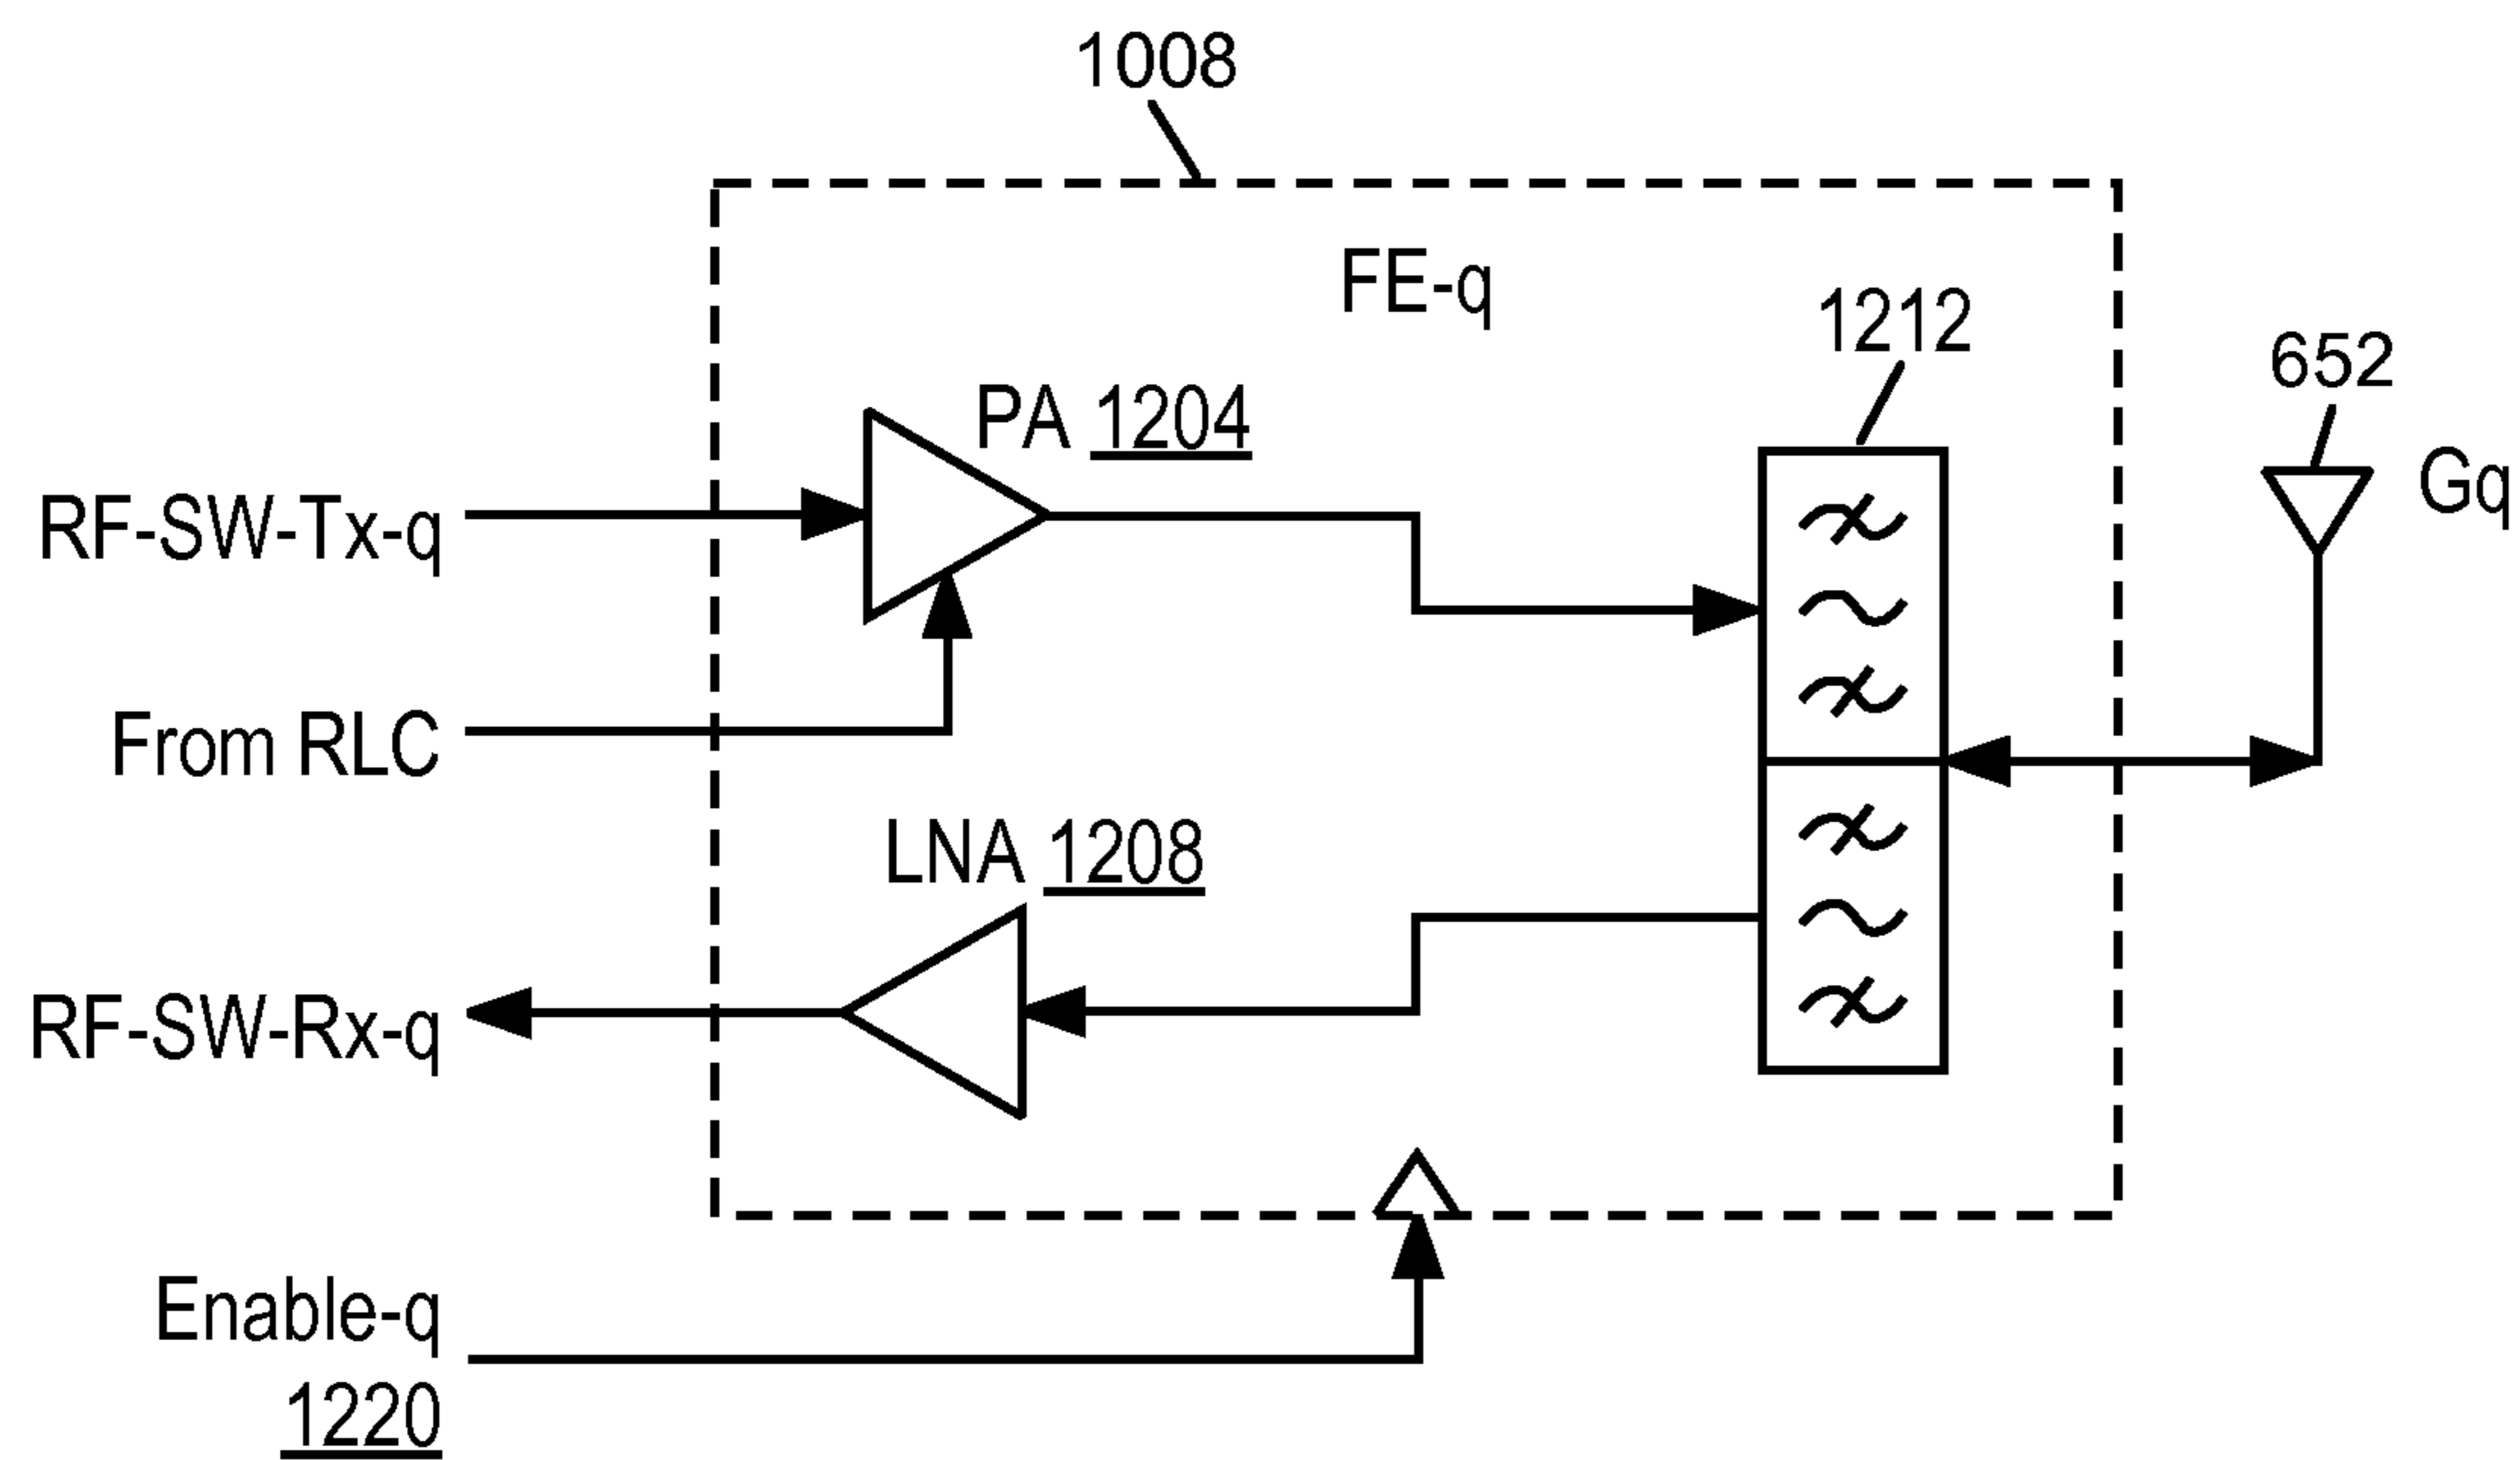 1008
FE-q
1212
652
Gq
PA 1204
RF-SW-Tx-q
From RLC
LNA 1208
RF-SW-Rx-q
Enable-q
1220